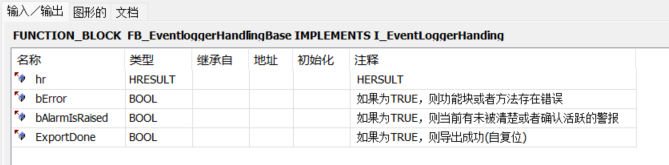 输入/输出 图形的 文档
FUNCTION_BLOCK FB_EventloggerHandlingBase IMPLEMENTS I_EventLoggerHanding
名称 类型 继承自 地址 初始化 注释
hr HRESULT HERSULT
bError BOOL 如果为TRUE，则功能块或者方法存在错误
bAlarmIsRaised BOOL 如果为TRUE，则当前有未被清楚或者确认活跃的警报
ExportDone BOOL 如果为TRUE，则导出成功(自复位)